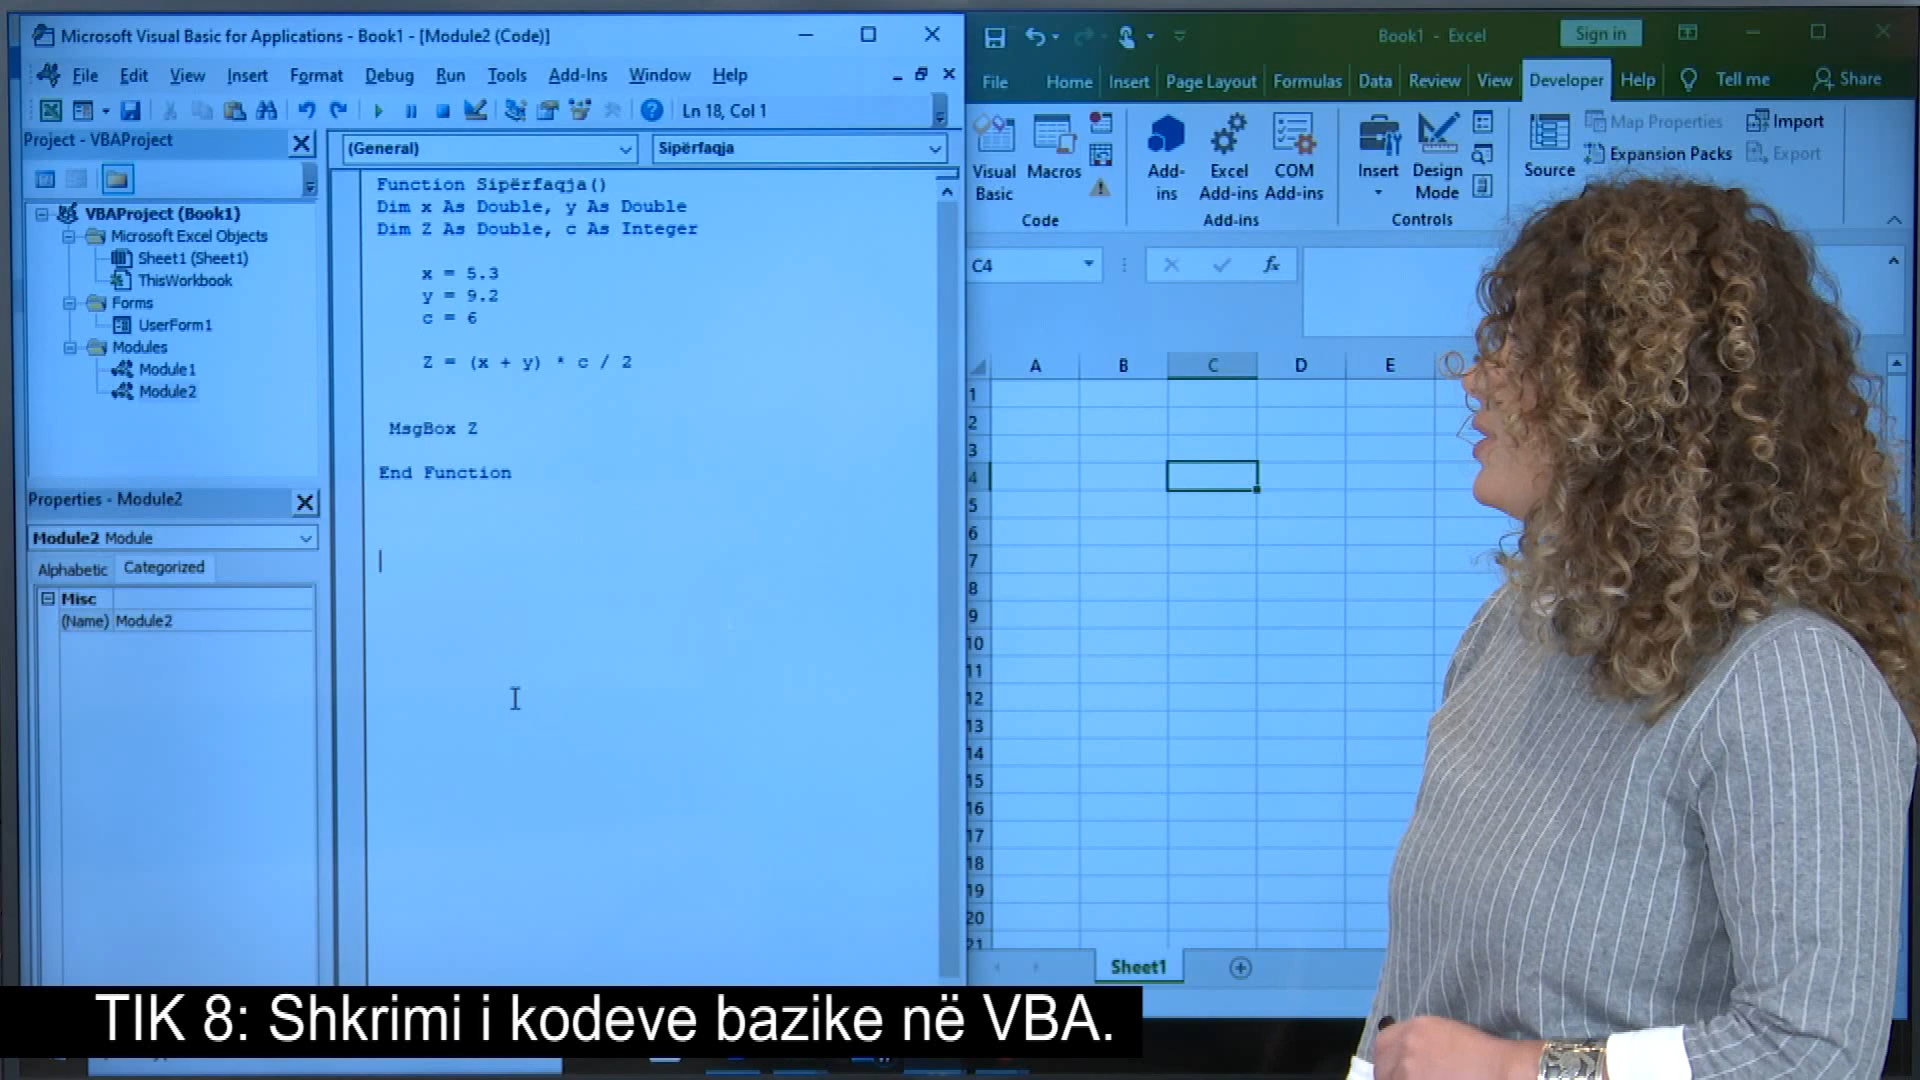 Microsoft Visual Basic for Applications - Book1 - [Module2 (Code)]
File Edit View Insert Format Debug Run Tools Add-Ins Window Help
Ln 18, Col 1
Project - VBAProject
VBAProject (Book1)
Microsoft Excel Objects
Sheet1 (Sheet1)
ThisWorkbook
Forms
UserForm1
Modules
Module1
Module2
Properties - Module2
Module2 Module
Alphabetic Categorized
Misc
(Name) Module2
(General) Sipërfaqja
Function Sipërfaqja()
Dim x As Double, y As Double
Dim Z As Double, c As Integer
x = 5.3
y = 9.2
c = 6
Z = (x + y) * c / 2
MsgBox Z
End Function
Book1 - Excel Sign in
File Home Insert Page Layout Formulas Data Review View Developer Help Tell me Share
Visual Basic Macros
Code
Add-ins Excel Add-ins COM Add-ins
Add-ins
Insert Design Mode
Controls
Source Map Properties Import
Expansion Packs Export
C4 fx
A B C D E
1
2
3
4
5
6
7
8
9
10
11
12
13
14
15
16
17
18
19
20
21
Sheet1
TIK 8: Shkrimi i kodeve bazike në VBA.